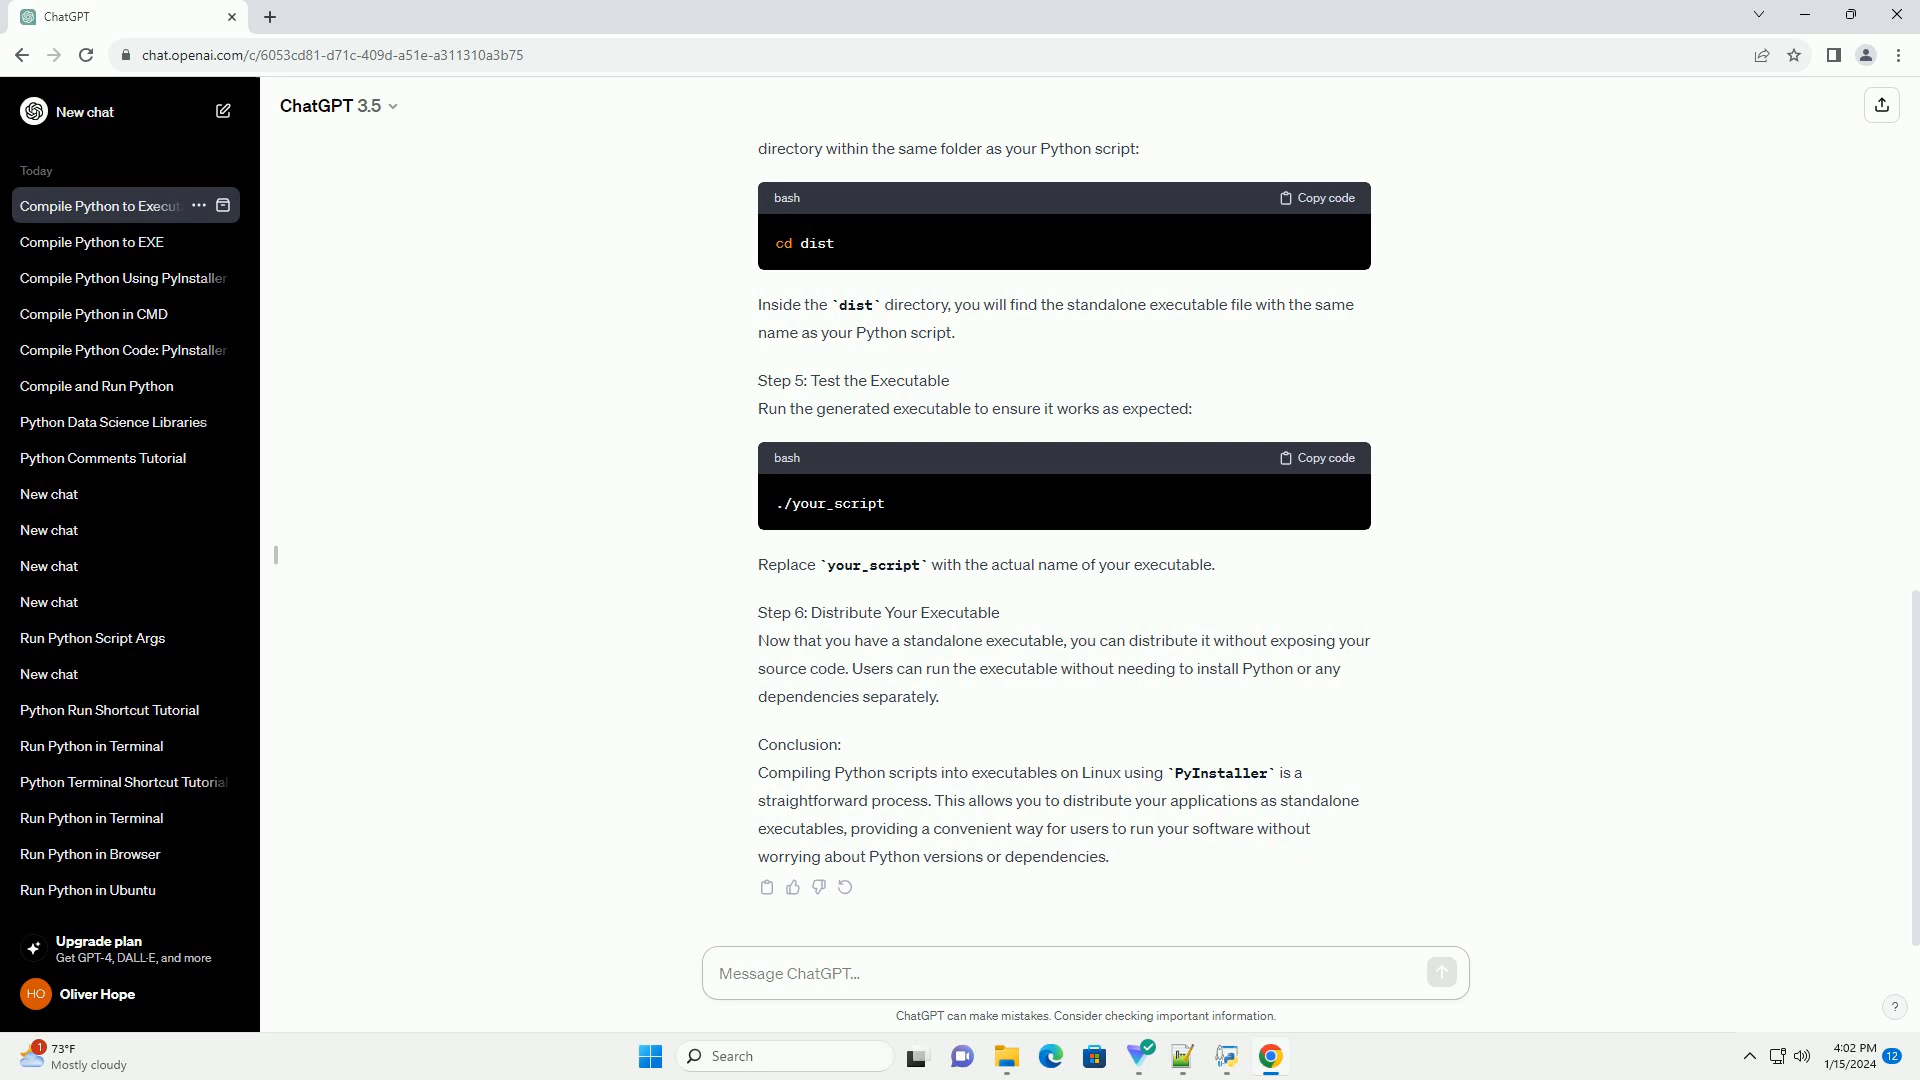 ChatGPT
chat.openai.com/c/6053cd81-d71c-409d-a51e-a311310a3b75
New chat
Today
Compile Python to Execut
Compile Python to EXE
Compile Python Using PyInstaller
Compile Python in CMD
Compile Python Code: PyInstaller
Compile and Run Python
Python Data Science Libraries
Python Comments Tutorial
New chat
New chat
New chat
New chat
Run Python Script Args
New chat
Python Run Shortcut Tutorial
Run Python in Terminal
Python Terminal Shortcut Tutorial
Run Python in Terminal
Run Python in Browser
Run Python in Ubuntu
Upgrade plan
Get GPT-4, DALL·E, and more
HO Oliver Hope
ChatGPT 3.5
directory within the same folder as your Python script:
bash Copy code
cd dist
Inside the `dist` directory, you will find the standalone executable file with the same
name as your Python script.
Step 5: Test the Executable
Run the generated executable to ensure it works as expected:
bash Copy code
./your_script
Replace `your_script` with the actual name of your executable.
Step 6: Distribute Your Executable
Now that you have a standalone executable, you can distribute it without exposing your
source code. Users can run the executable without needing to install Python or any
dependencies separately.
Conclusion:
Compiling Python scripts into executables on Linux using `PyInstaller` is a
straightforward process. This allows you to distribute your applications as standalone
executables, providing a convenient way for users to run your software without
worrying about Python versions or dependencies.
Message ChatGPT...
ChatGPT can make mistakes. Consider checking important information.
?
1
73°F
Mostly cloudy
Search
4:02 PM
1/15/2024
12